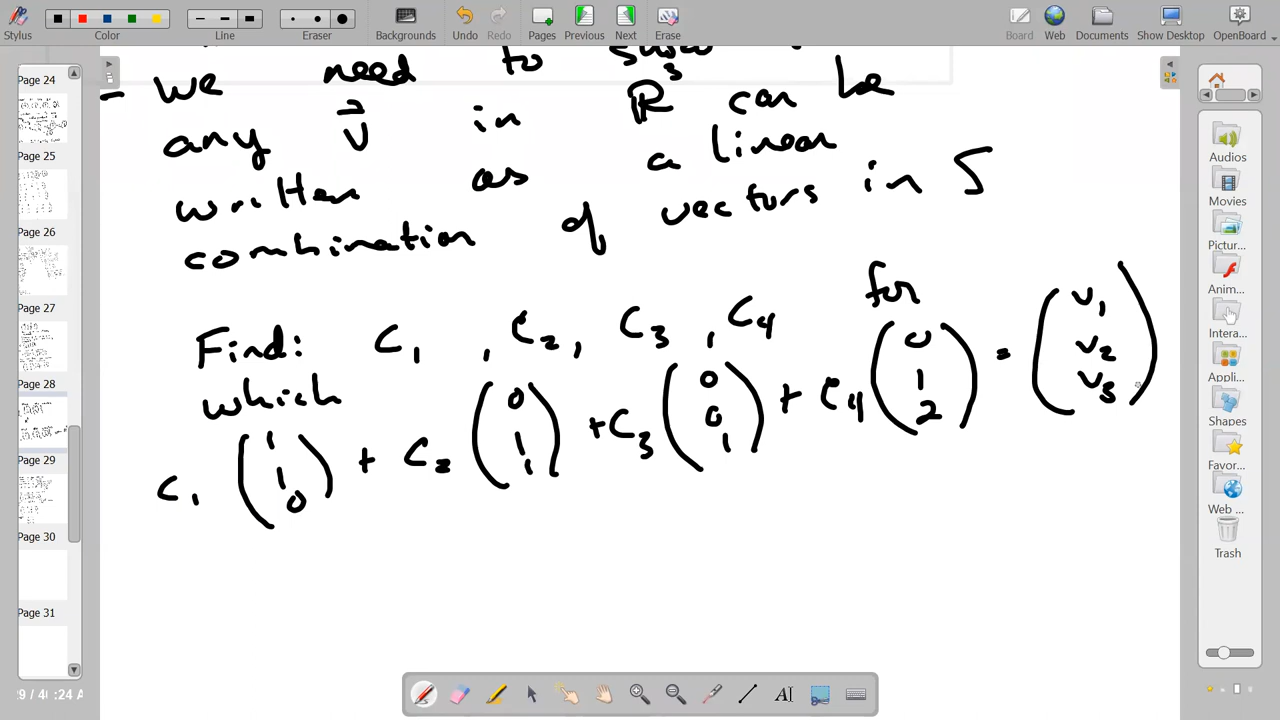 Stylus
Color
Line
Eraser
Backgrounds
Undo
Redo
Pages
Previous
Next
Erase
Board
Web
Documents
Show Desktop
OpenBoard
Page 24
Page 25
Page 26
Page 27
Page 28
Page 29
Page 30
Page 31
- we need to show
any v⃗ in ℝ³ can be
written as a linear
combination of vectors in S
Find: C₁, C₂, C₃, C₄ for
which
C₁ (1 1 0) + C₂ (0 1 1) + C₃ (0 0 1) + C₄ (0 1 2) = (v₁ v₂ v₃)
Audios
Movies
Pictur...
Anim...
Intera...
Appli...
Shapes
Favor...
Web ...
Trash